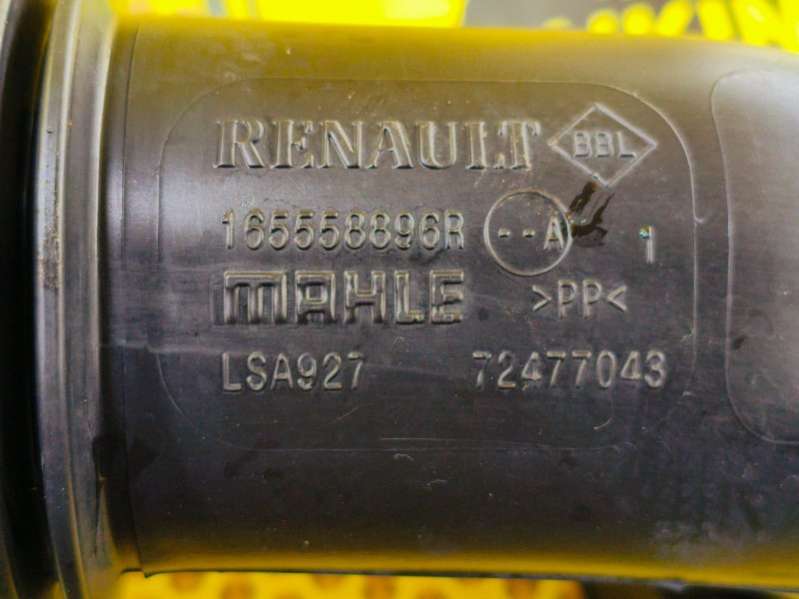 RENAULT BBL
165558896R --A 1
MAHLE >PP<
LSA927 72477043